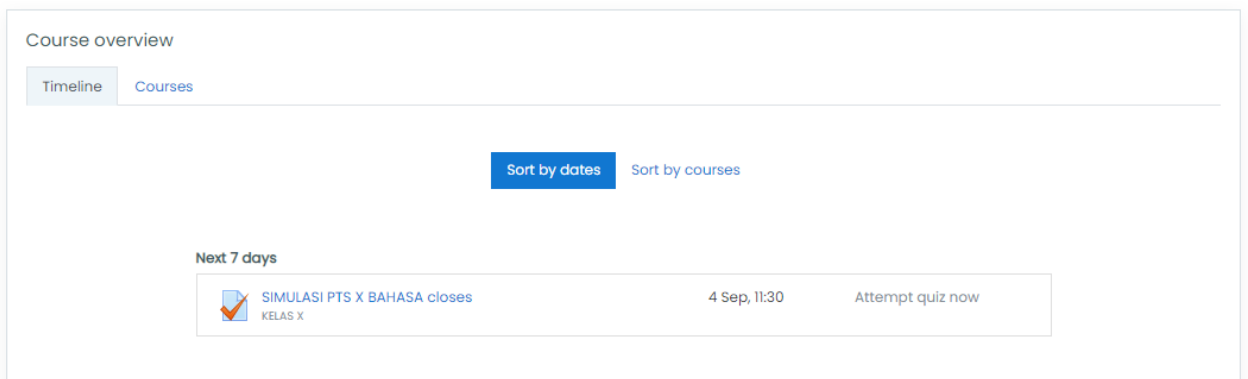 Course overview
Timeline Courses
Sort by dates Sort by courses
Next 7 days
SIMULASI PTS X BAHASA closes 4 Sep, 11:30 Attempt quiz now
KELAS X